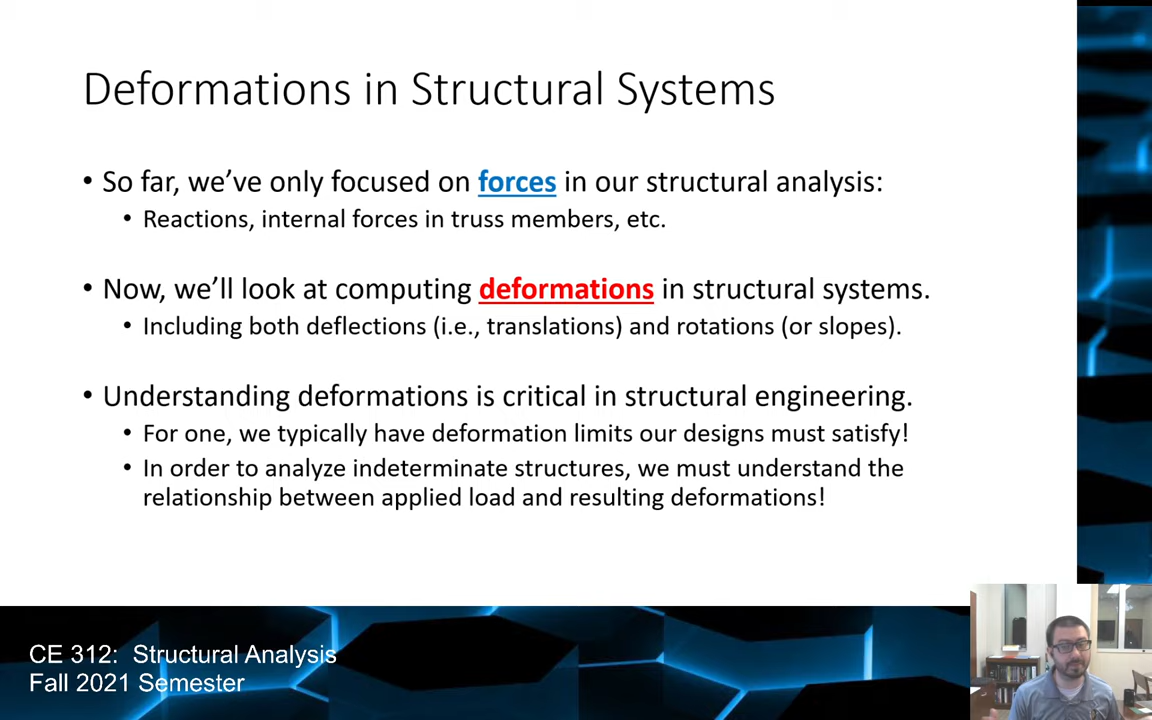 Deformations in Structural Systems
• So far, we've only focused on forces in our structural analysis:
• Reactions, internal forces in truss members, etc.
• Now, we'll look at computing deformations in structural systems.
• Including both deflections (i.e., translations) and rotations (or slopes).
• Understanding deformations is critical in structural engineering.
• For one, we typically have deformation limits our designs must satisfy!
• In order to analyze indeterminate structures, we must understand the
relationship between applied load and resulting deformations!
CE 312: Structural Analysis
Fall 2021 Semester